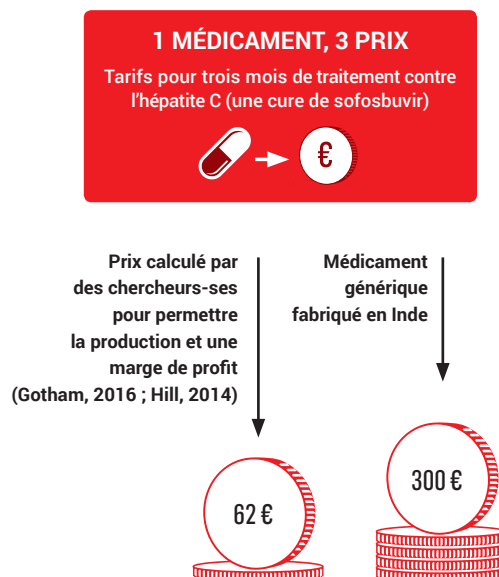 1 MÉDICAMENT, 3 PRIX
Tarifs pour trois mois de traitement contre
l'hépatite C (une cure de sofosbuvir)
€
Prix calculé par
des chercheurs-ses
pour permettre
la production et une
marge de profit
(Gotham, 2016 ; Hill, 2014)
Médicament
générique
fabriqué en Inde
62 €
300 €